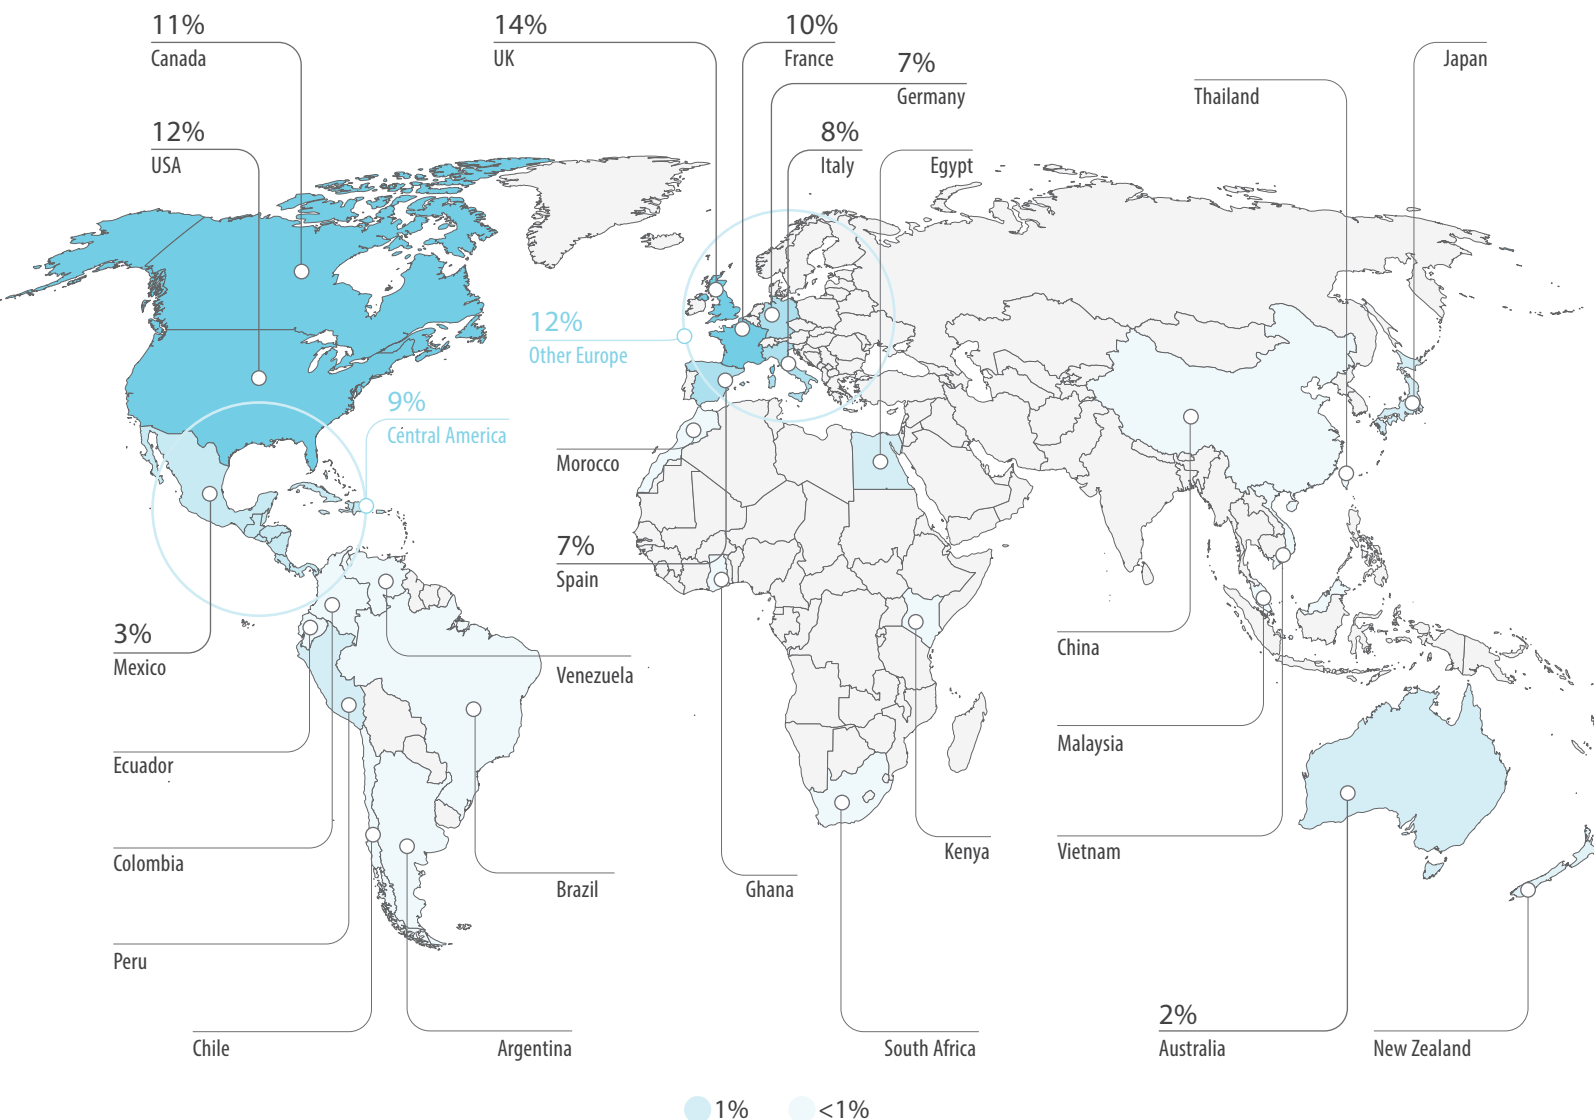 11%
Canada
14%
UK
10%
France
7%
Germany
Japan
Thailand
12%
USA
8%
Italy
Egypt
12%
Other Europe
9%
Central America
Morocco
7%
Spain
3%
Mexico
Venezuela
China
Ecuador
Malaysia
Colombia
Brazil
Ghana
Kenya
Vietnam
Peru
2%
Australia
Chile
Argentina
South Africa
New Zealand
1%
<1%